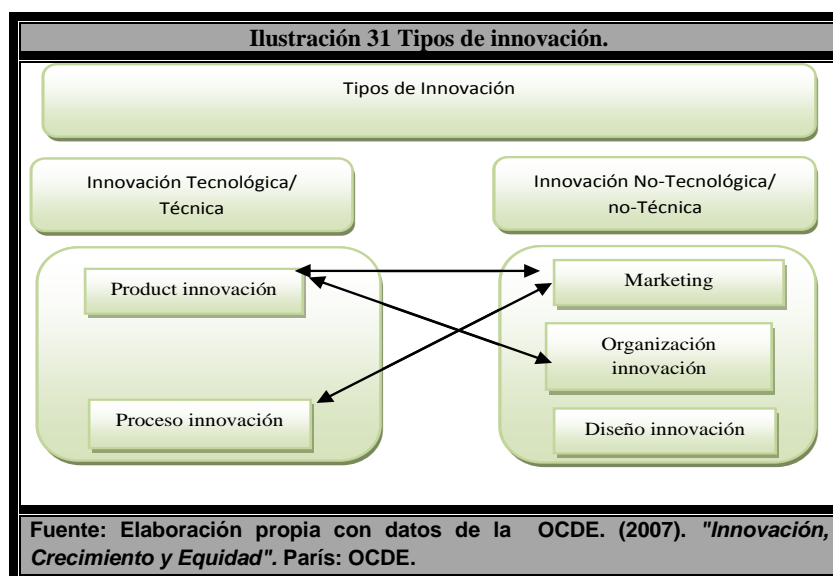 Ilustración 31 Tipos de innovación.
Tipos de Innovación
Innovación Tecnológica/
Técnica
Innovación No-Tecnológica/
no-Técnica
Product innovación
Proceso innovación
Marketing
Organización
innovación
Diseño innovación
Fuente: Elaboración propia con datos de la OCDE. (2007). "Innovación,
Crecimiento y Equidad". París: OCDE.